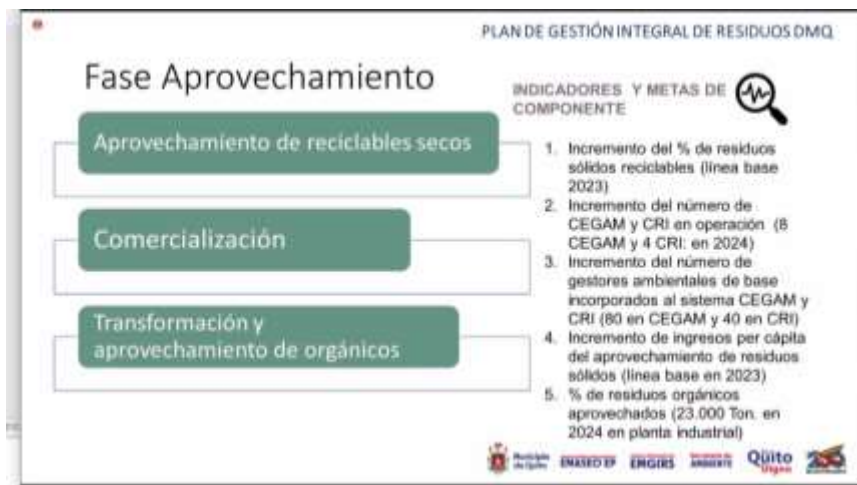 PLAN DE GESTIÓN INTEGRAL DE RESIDUOS DMQ
Fase Aprovechamiento
Aprovechamiento de reciclables secos
Comercialización
Transformación y
aprovechamiento de orgánicos
INDICADORES Y METAS DE
COMPONENTE
1. Incremento del % de residuos
sólidos reciclables (línea base
2023)
2. Incremento del número de
CEGAM y CRI en operación (8
CEGAM y 4 CRI: en 2024)
3. Incremento del número de
gestores ambientales de base
incorporados al sistema CEGAM y
CRI (80 en CEGAM y 40 en CRI)
4. Incremento de ingresos per cápita
del aprovechamiento de residuos
sólidos (línea base en 2023)
5. % de residuos orgánicos
aprovechados (23.000 Ton. en
2024 en planta industrial)
Municipio
de Quito
EMASEO EP
EMGIRS
AMBIENTE
Quito
Digno